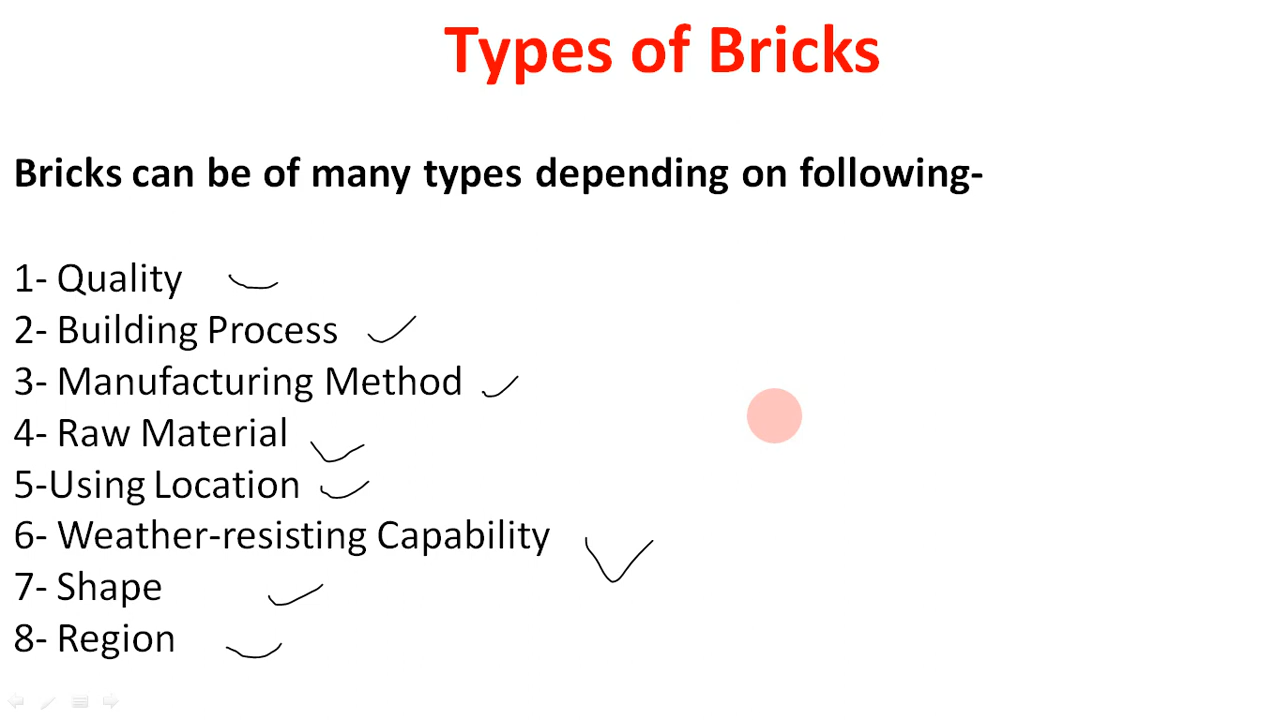 Types of Bricks
Bricks can be of many types depending on following-
1- Quality
2- Building Process
3- Manufacturing Method
4- Raw Material
5-Using Location
6- Weather-resisting Capability
7- Shape
8- Region